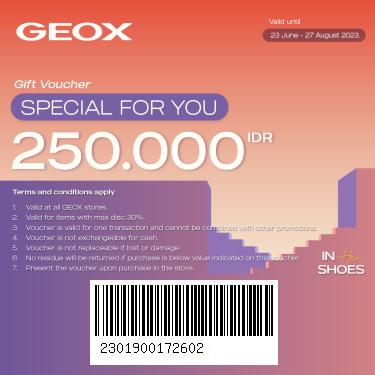 GEOX
Valid until
23 June - 27 August 2023.
Gift Voucher
SPECIAL FOR YOU
250.000 IDR
Terms and conditions apply
1. Valid at all GEOX stores.
2. Valid for items with max disc 30%.
3. Voucher is valid for one transaction and cannot be combined with other promotions.
4. Voucher is not exchangeable for cash.
5. Voucher is not replaceable if lost or damage.
6. No residue will be returned if purchase is below value indicated on this voucher.
7. Present the voucher upon purchase in the store.
IN Her
SHOES
2301900172602